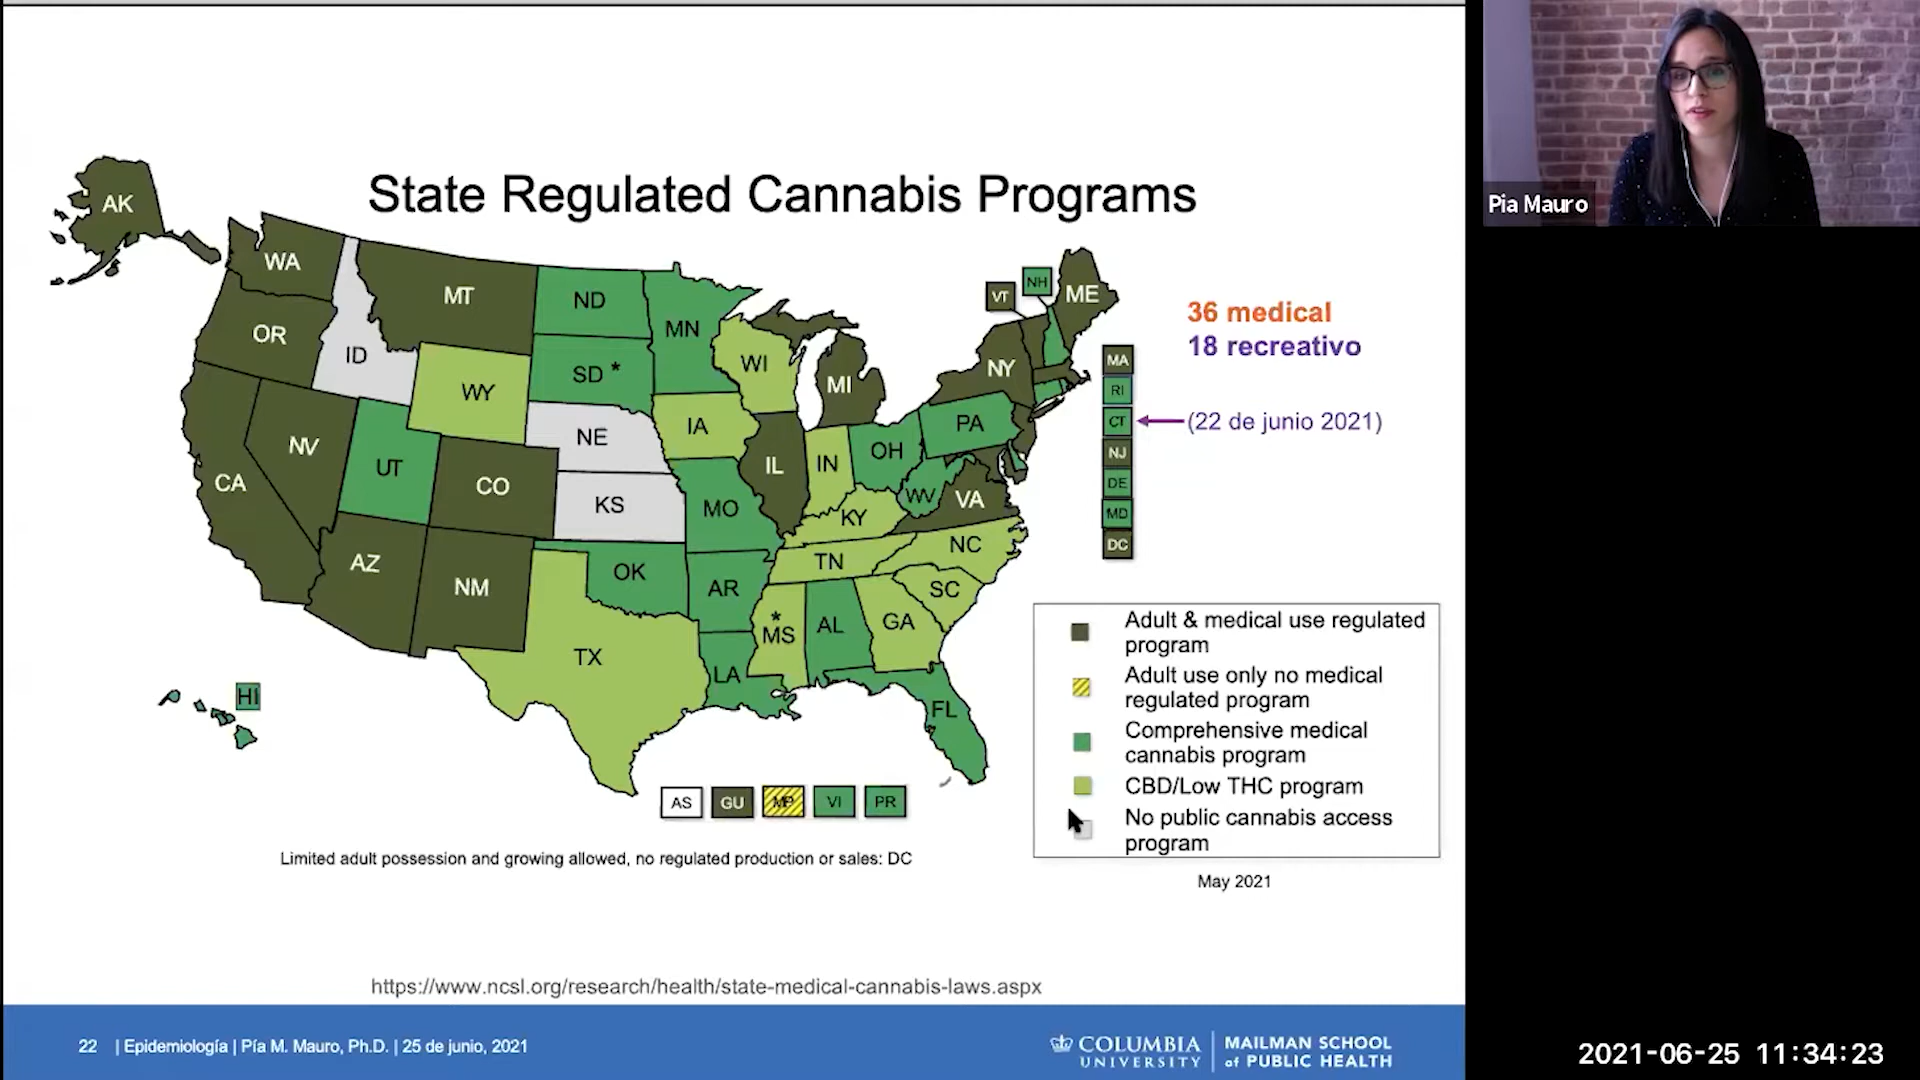 State Regulated Cannabis Programs
AK
WA
MT
ND
MN
OR
ID
WY
SD *
WI
MI
NY
VT
NH
ME
NE
IA
NV
UT
CO
CA
KS
MO
IL
IN
OH
PA
WV
VA
KY
AZ
NM
OK
AR
TN
NC
SC
TX
LA
*
MS
AL
GA
FL
HI
MA
RI
CT
NJ
DE
MD
DC
AS
GU
MP
VI
PR
36 medical
18 recreativo
(22 de junio 2021)
Adult & medical use regulated
program
Adult use only no medical
regulated program
Comprehensive medical
cannabis program
CBD/Low THC program
No public cannabis access
program
Limited adult possession and growing allowed, no regulated production or sales: DC
May 2021
https://www.ncsl.org/research/health/state-medical-cannabis-laws.aspx
22 | Epidemiología | Pía M. Mauro, Ph.D. | 25 de junio, 2021
COLUMBIA
UNIVERSITY
MAILMAN SCHOOL
of PUBLIC HEALTH
Pia Mauro
2021-06-25 11:34:23